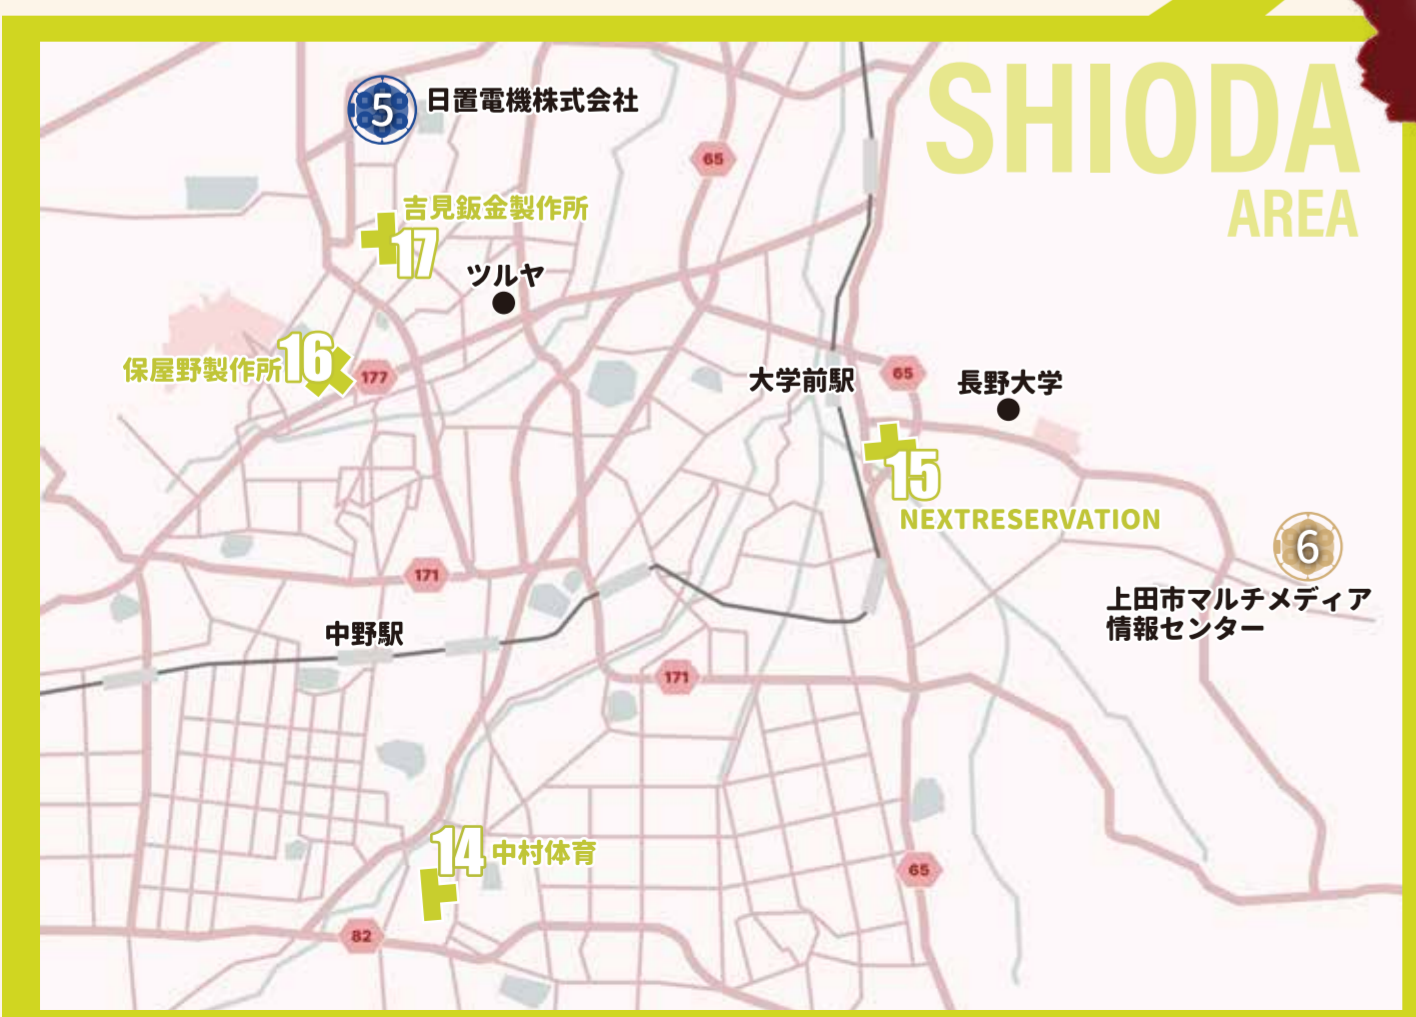 SHIODA
AREA
5
日置電機株式会社
65
吉見鈑金製作所
17
ツルヤ
保屋野製作所
16
177
大学前駅
65
長野大学
15
NEXTRESERVATION
6
上田市マルチメディア
情報センター
171
中野駅
171
14
中村体育
65
82